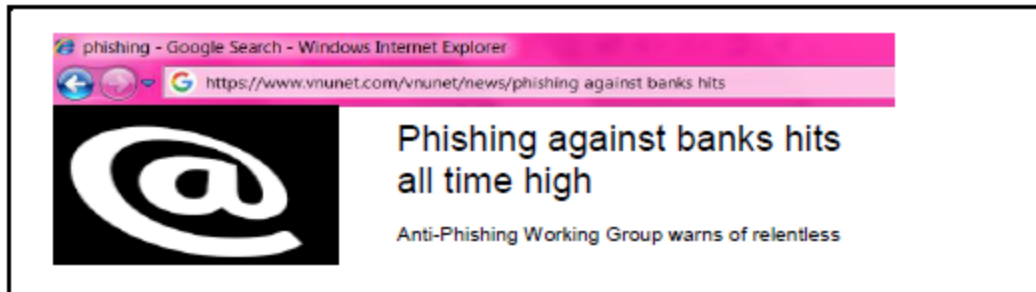 phishing - Google Search - Windows Internet Explorer
https://www.vnunet.com/vnunet/news/phishing against banks hits
Phishing against banks hits
all time high
Anti-Phishing Working Group warns of relentless